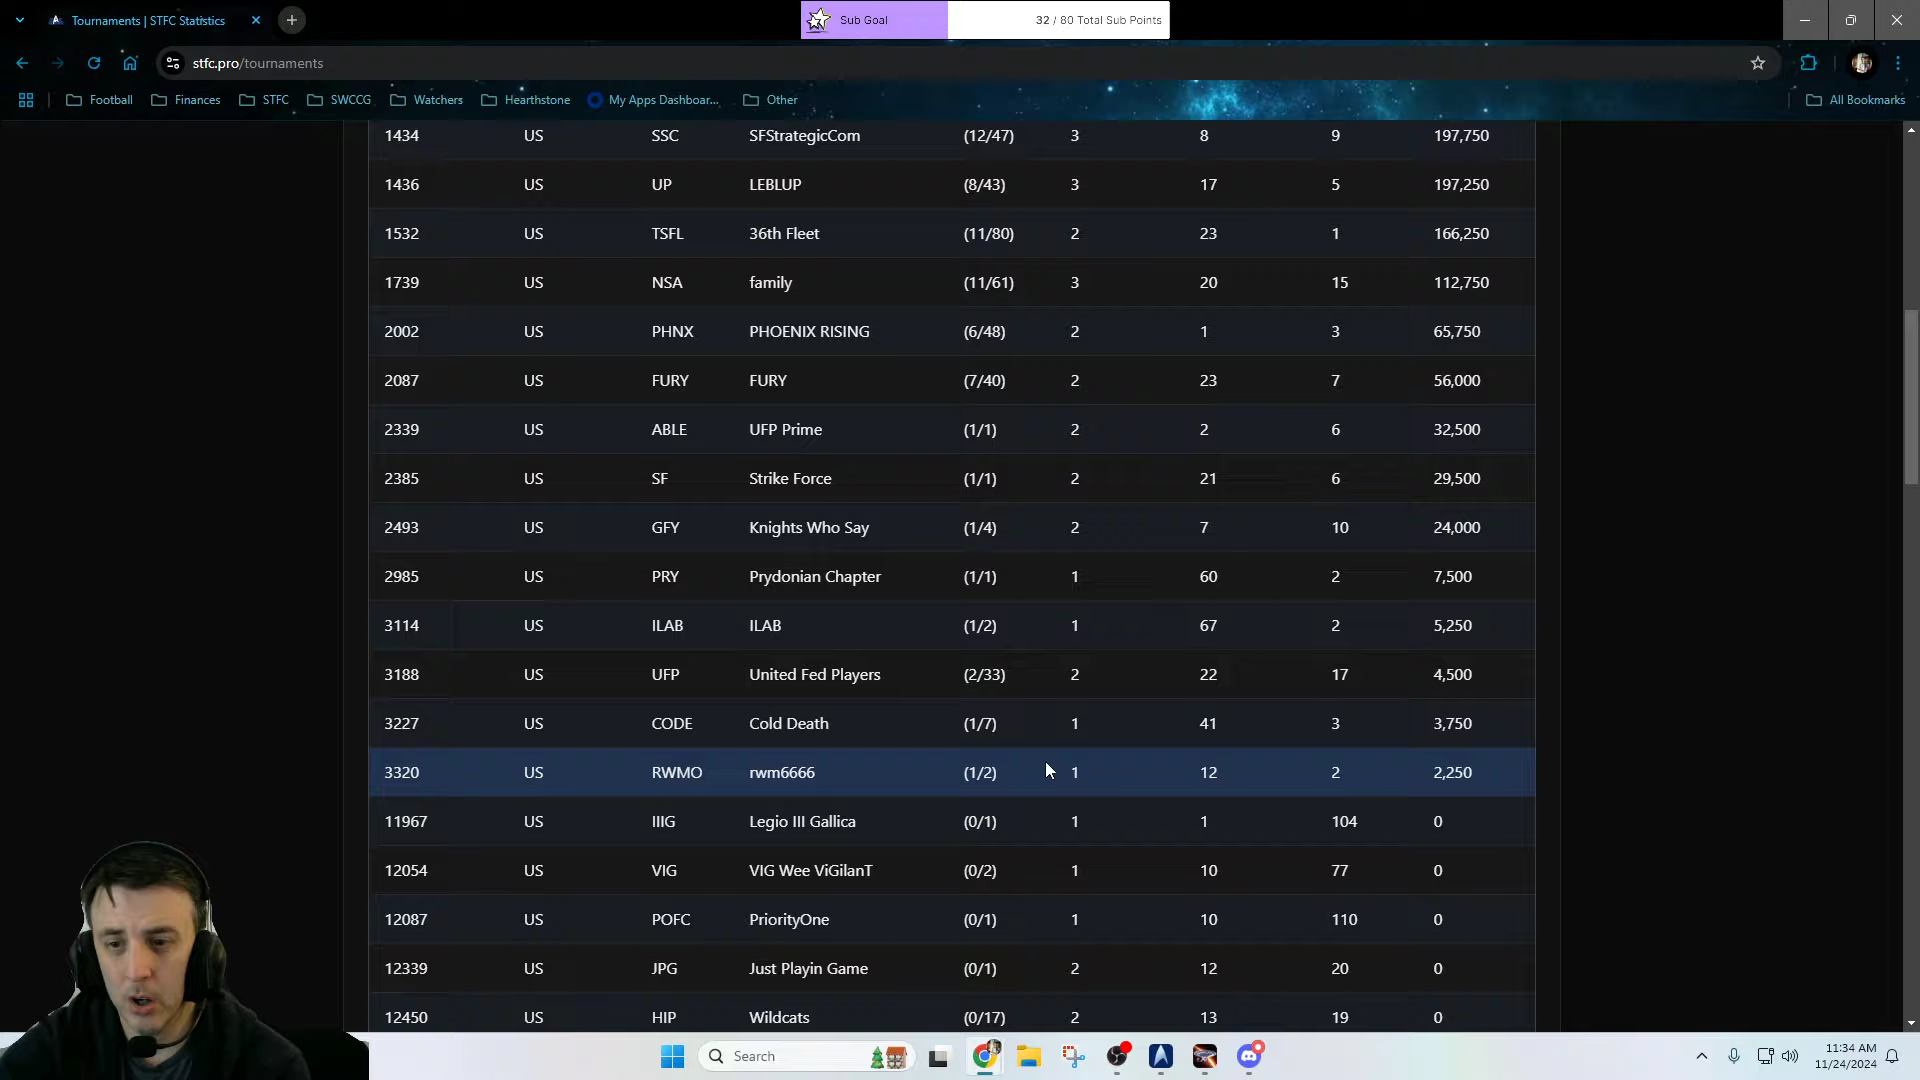 Tournaments | STFC Statistics
Sub Goal 32 / 80 Total Sub Points
stfc.pro/tournaments
Football Finances STFC SWCCG Watchers Hearthstone My Apps Dashboar... Other All Bookmarks
1434 US SSC SFStrategicCom (12/47) 3 8 9 197,750
1436 US UP LEBLUP (8/43) 3 17 5 197,250
1532 US TSFL 36th Fleet (11/80) 2 23 1 166,250
1739 US NSA family (11/61) 3 20 15 112,750
2002 US PHNX PHOENIX RISING (6/48) 2 1 3 65,750
2087 US FURY FURY (7/40) 2 23 7 56,000
2339 US ABLE UFP Prime (1/1) 2 2 6 32,500
2385 US SF Strike Force (1/1) 2 21 6 29,500
2493 US GFY Knights Who Say (1/4) 2 7 10 24,000
2985 US PRY Prydonian Chapter (1/1) 1 60 2 7,500
3114 US ILAB ILAB (1/2) 1 67 2 5,250
3188 US UFP United Fed Players (2/33) 2 22 17 4,500
3227 US CODE Cold Death (1/7) 1 41 3 3,750
3320 US RWMO rwm6666 (1/2) 1 12 2 2,250
11967 US IIIG Legio III Gallica (0/1) 1 1 104 0
12054 US VIG VIG Wee ViGilanT (0/2) 1 10 77 0
12087 US POFC PriorityOne (0/1) 1 10 110 0
12339 US JPG Just Playin Game (0/1) 2 12 20 0
12450 US HIP Wildcats (0/17) 2 13 19 0
Search
11:34 AM
11/24/2024